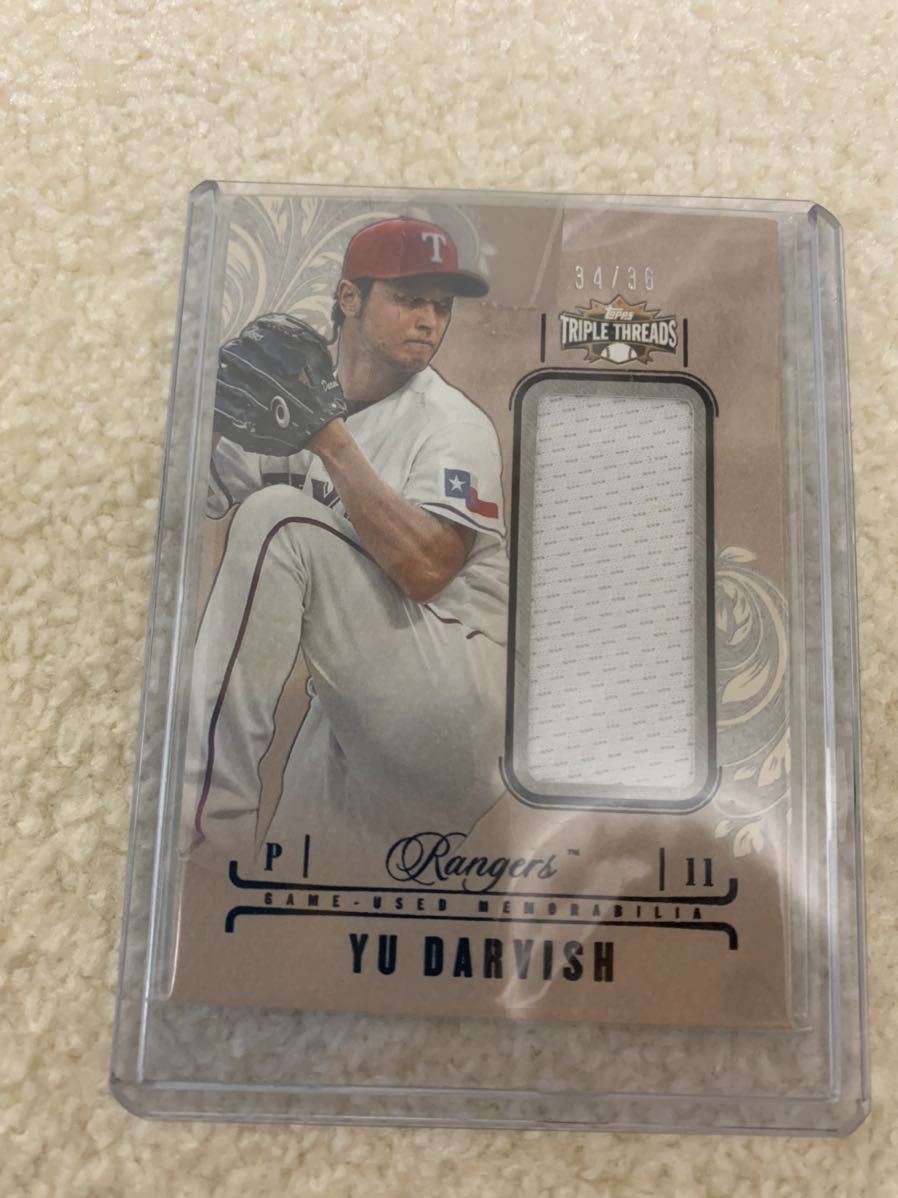 T
34/36
Topps
TRIPLE THREADS
P
Rangers™
11
GAME-USED MEMORABILIA
YU DARVISH